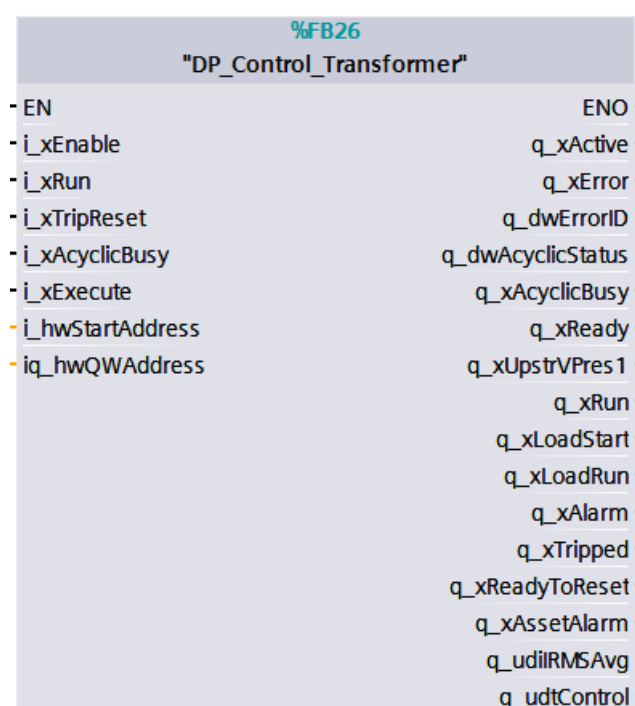 %FB26
"DP_Control_Transformer"
EN ENO
i_xEnable q_xActive
i_xRun q_xError
i_xTripReset q_dwErrorID
i_xAcyclicBusy q_dwAcyclicStatus
i_xExecute q_xAcyclicBusy
i_hwStartAddress q_xReady
iq_hwQWAddress q_xUpstrVPres1
q_xRun
q_xLoadStart
q_xLoadRun
q_xAlarm
q_xTripped
q_xReadyToReset
q_xAssetAlarm
q_udiIRMSAvg
q_udtControl